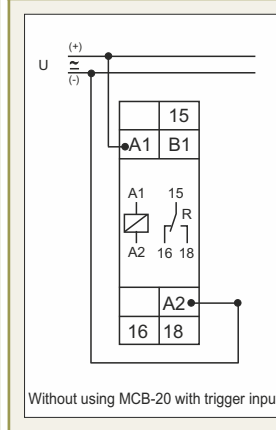 (+)
U
≂
(-)
15
A1 B1
A1 15
R
A2 16 18
A2
16 18
Without using MCB-20 with trigger inpu